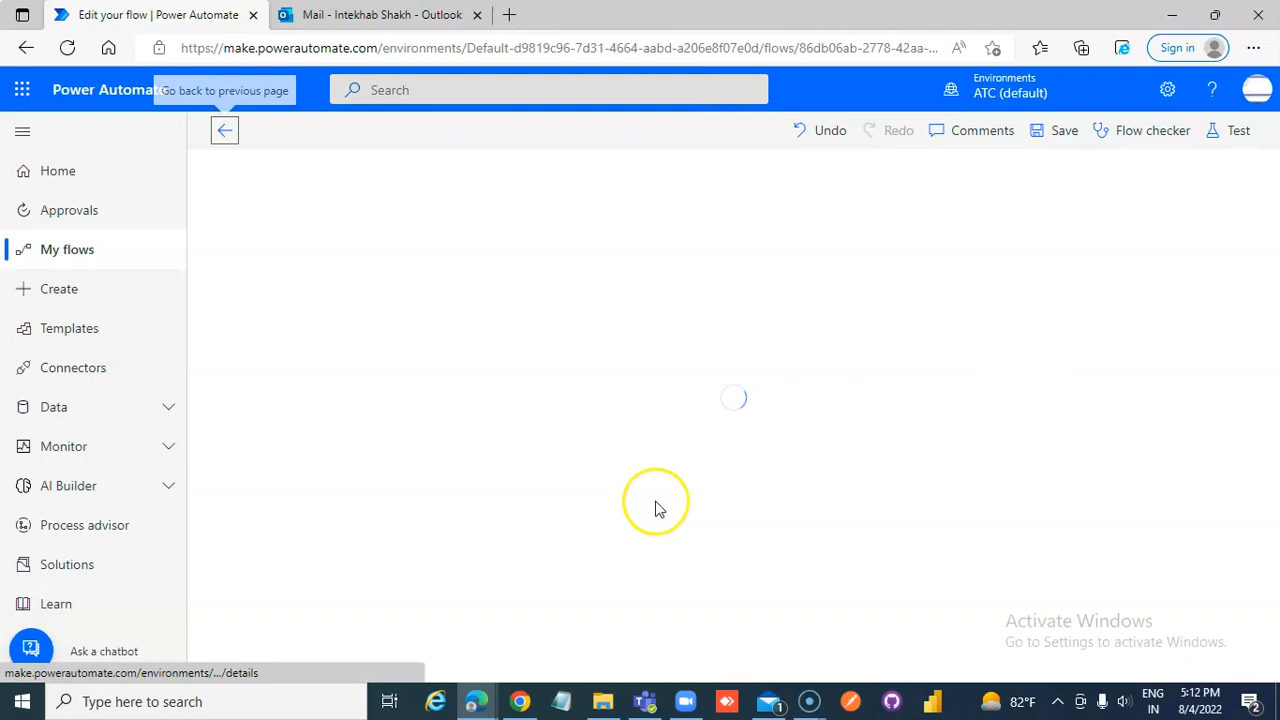 Edit your flow | Power Automate
Mail - Intekhab Shakh - Outlook
https://make.powerautomate.com/environments/Default-d9819c96-7d31-4664-aabd-a206e8f07e0d/flows/86db06ab-2778-42aa-...
Sign in
Power Automate
Go back to previous page
Search
Environments
ATC (default)
Undo
Redo
Comments
Save
Flow checker
Test
Home
Approvals
My flows
Create
Templates
Connectors
Data
Monitor
AI Builder
Process advisor
Solutions
Learn
Ask a chatbot
Activate Windows
Go to Settings to activate Windows.
make.powerautomate.com/environments/.../details
Type here to search
1
82°F
ENG
IN
5:12 PM
8/4/2022
2